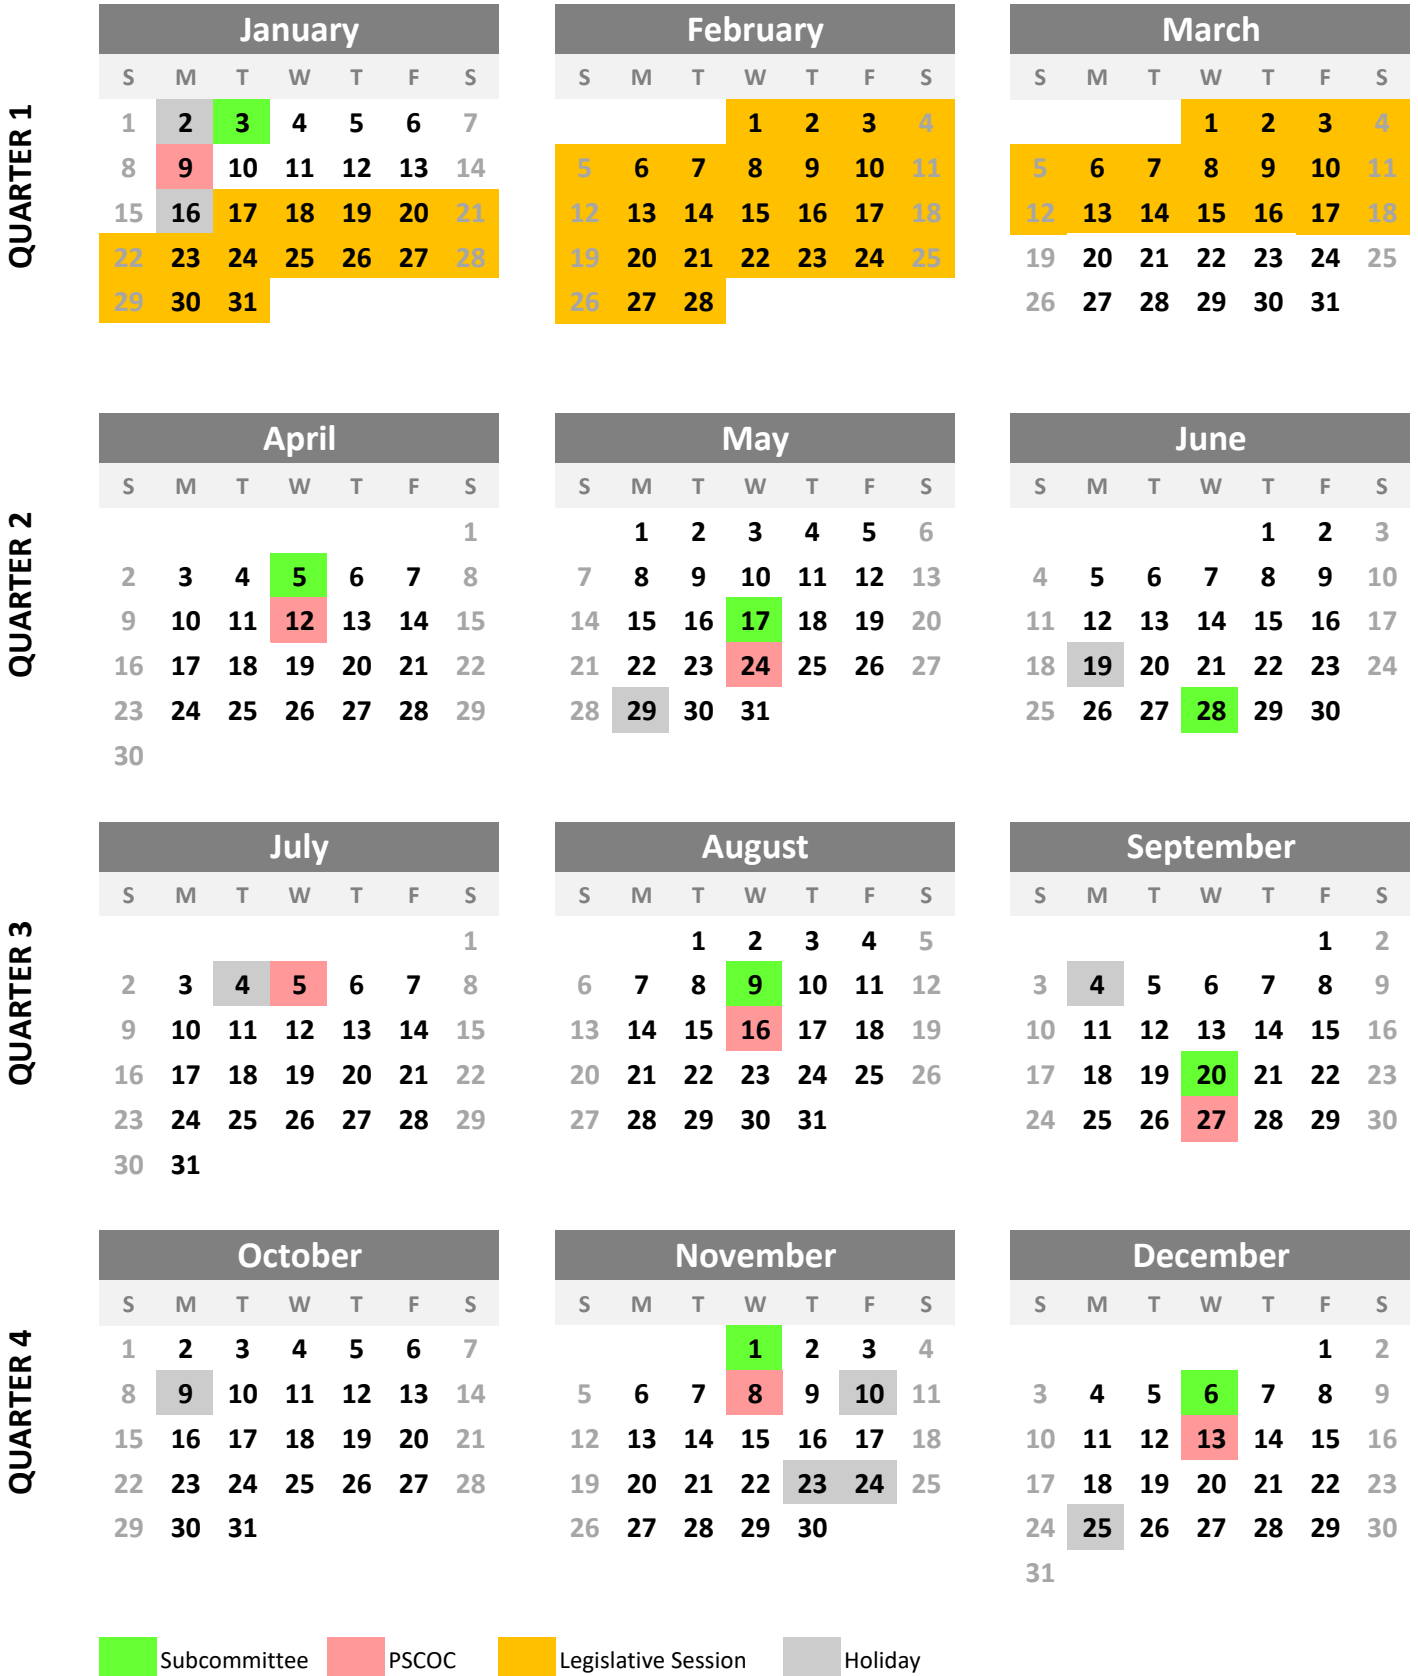 QUARTER 1
January February March
S M T W T F S S M T W T F S S M T W T F S
1 2 3 4 5 6 7 1 2 3 4 1 2 3 4
8 9 10 11 12 13 14 5 6 7 8 9 10 11 5 6 7 8 9 10 11
15 16 17 18 19 20 21 12 13 14 15 16 17 18 12 13 14 15 16 17 18
22 23 24 25 26 27 28 19 20 21 22 23 24 25 19 20 21 22 23 24 25
29 30 31 26 27 28 26 27 28 29 30 31
QUARTER 2
April May June
S M T W T F S S M T W T F S S M T W T F S
1 1 2 3 4 5 6 1 2 3
2 3 4 5 6 7 8 7 8 9 10 11 12 13 4 5 6 7 8 9 10
9 10 11 12 13 14 15 14 15 16 17 18 19 20 11 12 13 14 15 16 17
16 17 18 19 20 21 22 21 22 23 24 25 26 27 18 19 20 21 22 23 24
23 24 25 26 27 28 29 28 29 30 31 25 26 27 28 29 30
30
QUARTER 3
July August September
S M T W T F S S M T W T F S S M T W T F S
1 1 2 3 4 5 1 2
2 3 4 5 6 7 8 6 7 8 9 10 11 12 3 4 5 6 7 8 9
9 10 11 12 13 14 15 13 14 15 16 17 18 19 10 11 12 13 14 15 16
16 17 18 19 20 21 22 20 21 22 23 24 25 26 17 18 19 20 21 22 23
23 24 25 26 27 28 29 27 28 29 30 31 24 25 26 27 28 29 30
30 31
QUARTER 4
October November December
S M T W T F S S M T W T F S S M T W T F S
1 2 3 4 5 6 7 1 2 3 4 1 2
8 9 10 11 12 13 14 5 6 7 8 9 10 11 3 4 5 6 7 8 9
15 16 17 18 19 20 21 12 13 14 15 16 17 18 10 11 12 13 14 15 16
22 23 24 25 26 27 28 19 20 21 22 23 24 25 17 18 19 20 21 22 23
29 30 31 26 27 28 29 30 24 25 26 27 28 29 30
31
Subcommittee PSCOC Legislative Session Holiday